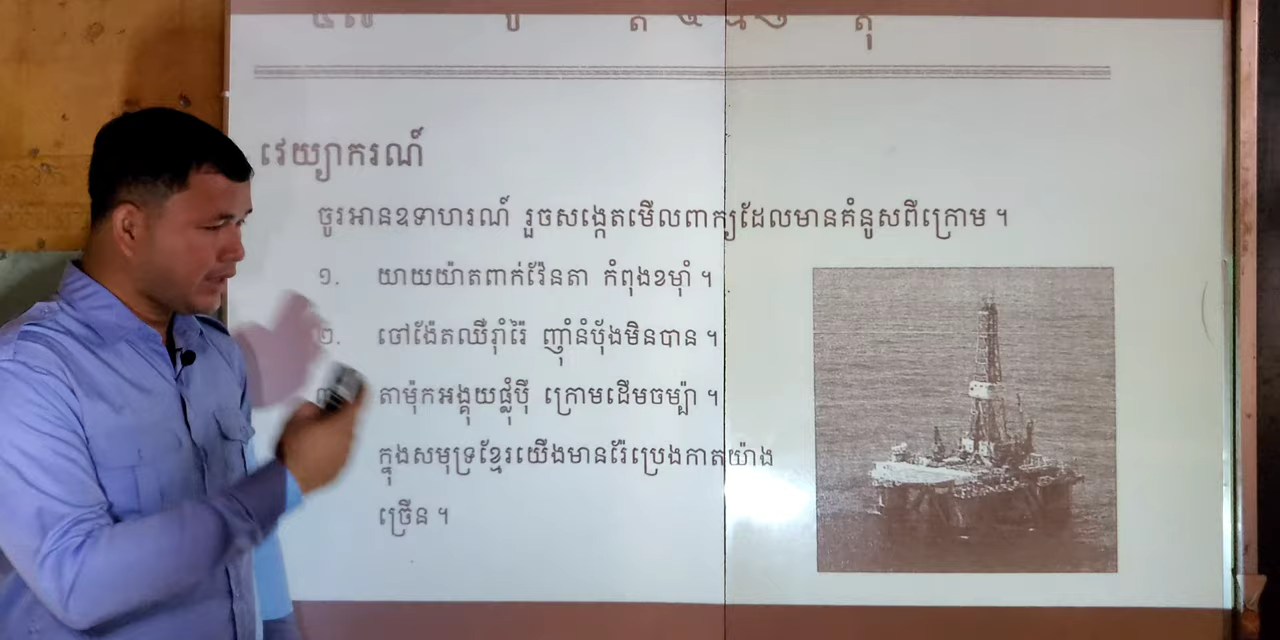 វេយ្យាករណ៍
ចូរអានឧទាហរណ៍ រួចសង្កេតមើលពាក្យដែលមានគំនូសពីក្រោម ។
១. យាយយ៉ាតពាក់វ៉ែនតា កំពុងខមាំ ។
២. ចៅង៉ែតឈឺរ៉ាំរ៉ៃ ញ៉ាំនំប៉័ងមិនបាន ។
តាម៉ុកអង្គុយផ្លុំប៉ី ក្រោមដើមចម្ប៉ា ។
ក្នុងសមុទ្រខ្មែរយើងមានរ៉ែប្រេងកាតយ៉ាង
ច្រើន ។